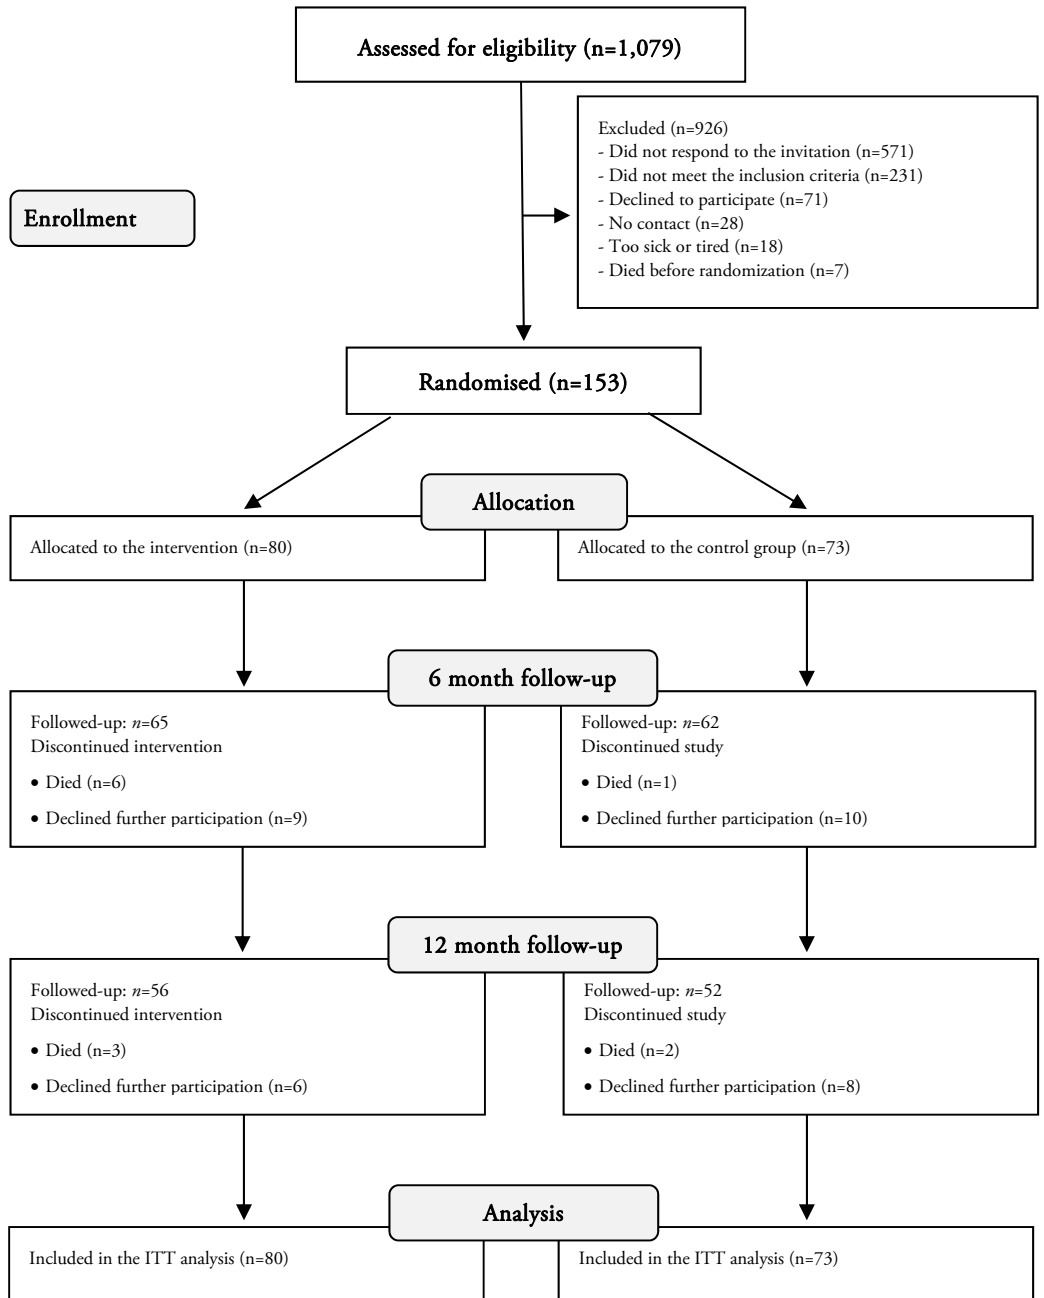 Assessed for eligibility (n=1,079)
Excluded (n=926)
- Did not respond to the invitation (n=571)
- Did not meet the inclusion criteria (n=231)
- Declined to participate (n=71)
- No contact (n=28)
- Too sick or tired (n=18)
- Died before randomization (n=7)
Enrollment
Randomised (n=153)
Allocation
Allocated to the intervention (n=80)
Allocated to the control group (n=73)
6 month follow-up
Followed-up: n=65
Discontinued intervention
• Died (n=6)
• Declined further participation (n=9)
Followed-up: n=62
Discontinued study
• Died (n=1)
• Declined further participation (n=10)
12 month follow-up
Followed-up: n=56
Discontinued intervention
• Died (n=3)
• Declined further participation (n=6)
Followed-up: n=52
Discontinued study
• Died (n=2)
• Declined further participation (n=8)
Analysis
Included in the ITT analysis (n=80)
Included in the ITT analysis (n=73)